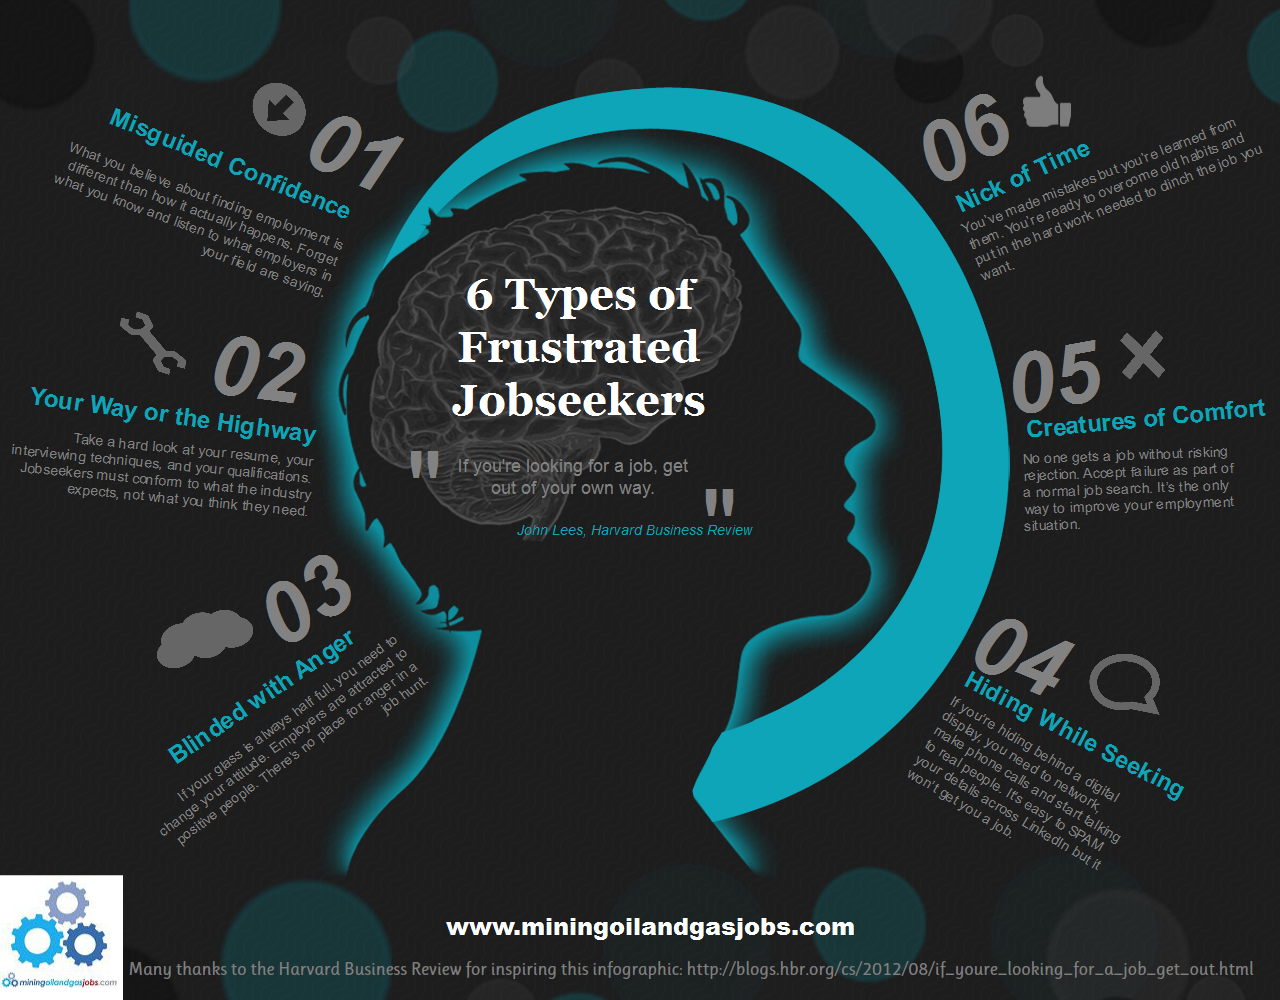 6 Types of
Frustrated
Jobseekers
" If you're looking for a job, get
out of your own way. "
John Lees, Harvard Business Review
01
Misguided Confidence
What you believe about finding employment is
different than how it actually happens. Forget
what you know and listen to what employers in
your field are saying.
02
Your Way or the Highway
Take a hard look at your resume, your
interviewing techniques, and your qualifications.
Jobseekers must conform to what the industry
expects, not what you think they need.
03
Blinded with Anger
If your glass is always half full, you need to
change your attitude. Employers are attracted to
positive people. There's no place for anger in a
job hunt.
04
Hiding While Seeking
If you're hiding behind a digital
display, you need to network,
make phone calls and start talking
to real people. It's easy to SPAM
your details across LinkedIn but it
won't get you a job.
05
Creatures of Comfort
No one gets a job without risking
rejection. Accept failure as part of
a normal job search. It's the only
way to improve your employment
situation.
06
Nick of Time
You've made mistakes but you're learned from
them. You're ready to overcome old habits and
put in the hard work needed to clinch the job you
want.
www.miningoilandgasjobs.com
miningoilandgasjobs.com
Many thanks to the Harvard Business Review for inspiring this infographic: http://blogs.hbr.org/cs/2012/08/if_youre_looking_for_a_job_get_out.html